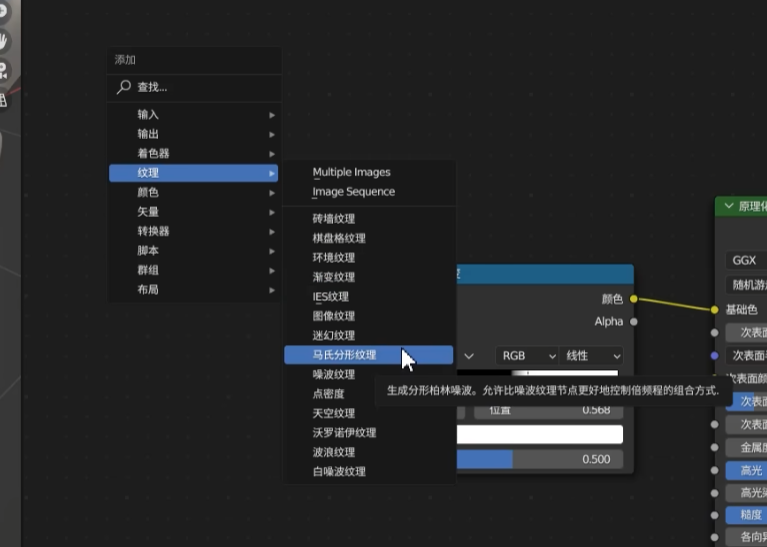 添加
查找...
输入
输出
着色器
纹理
颜色
矢量
转换器
脚本
群组
布局
Multiple Images
Image Sequence
砖墙纹理
棋盘格纹理
环境纹理
渐变纹理
IES纹理
图像纹理
迷幻纹理
马氏分形纹理
噪波纹理
点密度
天空纹理
沃罗诺伊纹理
波浪纹理
白噪波纹理
生成分形柏林噪波。允许比噪波纹理节点更好地控制倍频程的组合方式.
颜色
Alpha
RGB
线性
位置
0.568
0.500
原理化
GGX
随机游
基础色
次表面
次表面
次表面颜
次表面
次表面
金属度
高光
高光染
糙度
各向异